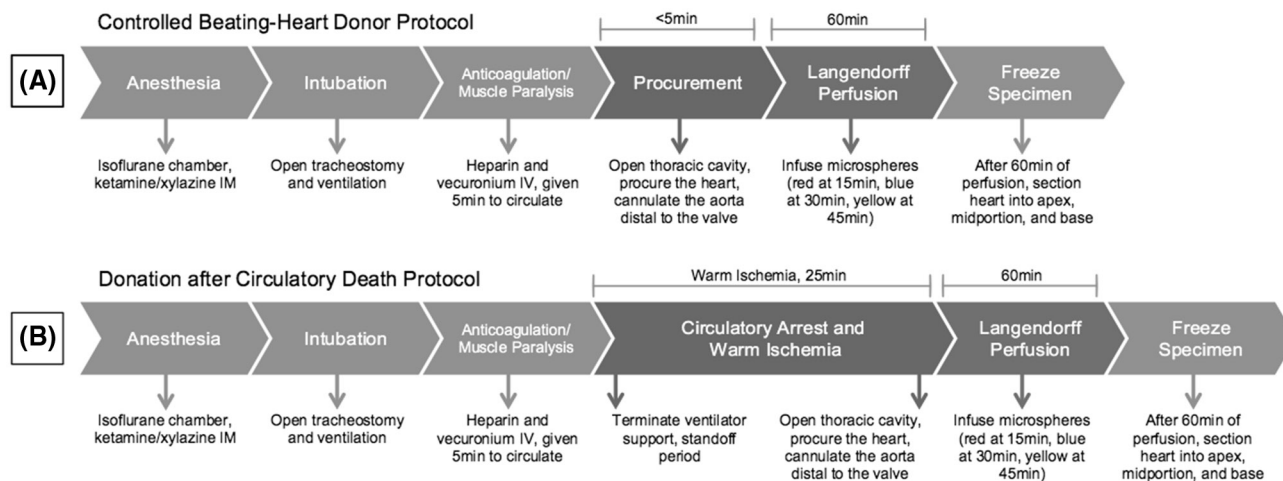 Controlled Beating-Heart Donor Protocol
<5min
60min
(A)
Anesthesia
Intubation
Anticoagulation/
Muscle Paralysis
Procurement
Langendorff
Perfusion
Freeze
Specimen
Isoflurane chamber,
ketamine/xylazine IM
Open tracheostomy
and ventilation
Heparin and
vecuronium IV, given
5min to circulate
Open thoracic cavity,
procure the heart,
cannulate the aorta
distal to the valve
Infuse microspheres
(red at 15min, blue
at 30min, yellow at
45min)
After 60min of
perfusion, section
heart into apex,
midportion, and base
Donation after Circulatory Death Protocol
Warm Ischemia, 25min
60min
(B)
Anesthesia
Intubation
Anticoagulation/
Muscle Paralysis
Circulatory Arrest and
Warm Ischemia
Langendorff
Perfusion
Freeze
Specimen
Isoflurane chamber,
ketamine/xylazine IM
Open tracheostomy
and ventilation
Heparin and
vecuronium IV, given
5min to circulate
Terminate ventilator
support, standoff
period
Open thoracic cavity,
procure the heart,
cannulate the aorta
distal to the valve
Infuse microspheres
(red at 15min, blue
at 30min, yellow at
45min)
After 60min of
perfusion, section
heart into apex,
midportion, and base